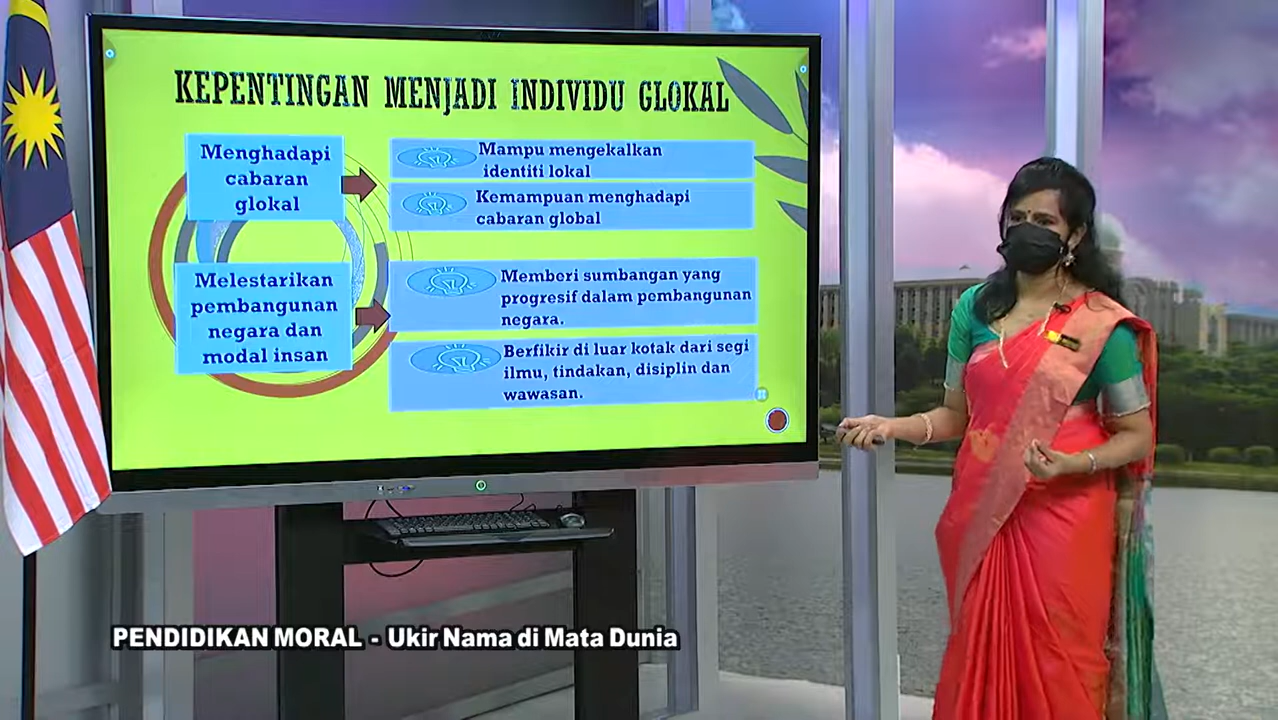 KEPENTINGAN MENJADI INDIVIDU GLOKAL
Menghadapi
cabaran
glokal
Mampu mengekalkan
identiti lokal
Kemampuan menghadapi
cabaran global
Melestarikan
pembangunan
negara dan
modal insan
Memberi sumbangan yang
progresif dalam pembangunan
negara.
Berfikir di luar kotak dari segi
ilmu, tindakan, disiplin dan
wawasan.
PENDIDIKAN MORAL - Ukir Nama di Mata Dunia